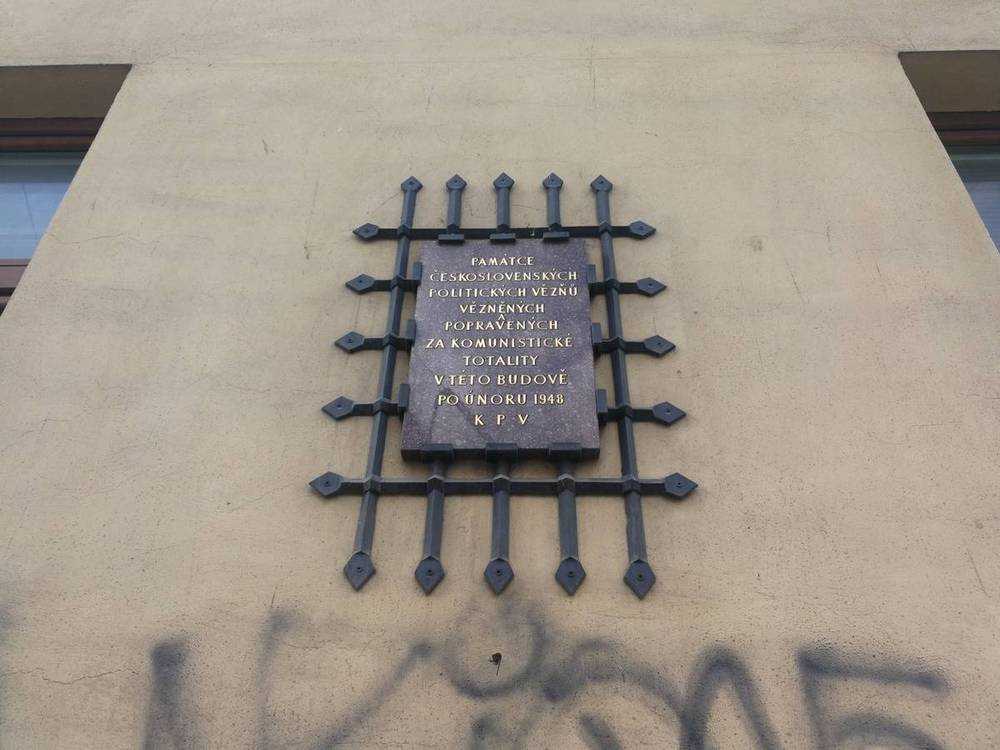 PAMÁTCE
ČESKOSLOVENSKÝCH
POLITICKÝCH VĚZŇŮ
VĚZNĚNÝCH
A
POPRAVENÝCH
ZA KOMUNISTICKÉ
TOTALITY
V TÉTO BUDOVĚ
PO ÚNORU 1948
K P V